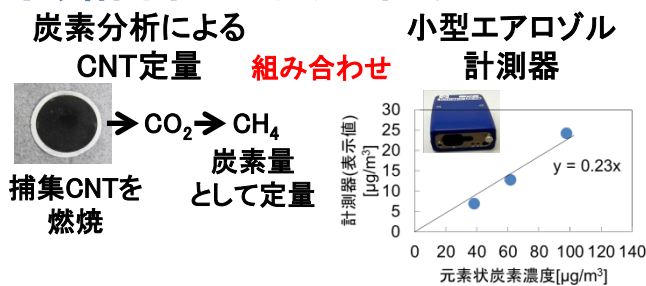 炭素分析による
CNT定量
組み合わせ
小型エアロゾル
計測器
捕集CNTを
燃焼
→CO₂→CH₄
炭素量
として定量
計測器(表示値)
[µg/m³]
30
25
20
15
10
5
0
y = 0.23x
0 20 40 60 80 100 120 140
元素状炭素濃度[µg/m³]